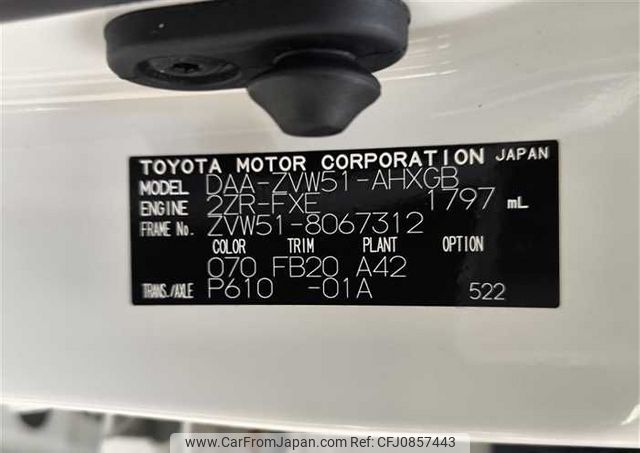 TOYOTA MOTOR CORPORATION JAPAN
MODEL DAA-ZVW51-AHXGB
ENGINE 2ZR-FXE 1797 mL
FRAME No. ZVW51-8067312
COLOR TRIM PLANT OPTION
070 FB20 A42
TRANS./AXLE P610 -01A 522
www.CarFromJapan.com ©PhotoNo.CFJ0857443